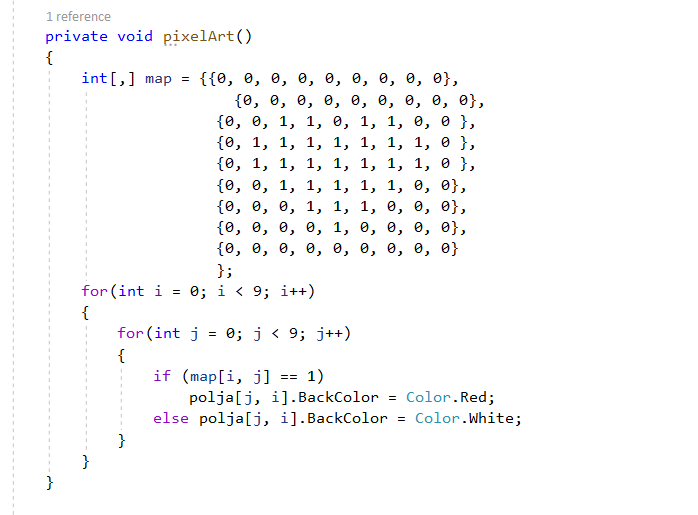 1 reference
private void pixelArt()
{
int[,] map = {{0, 0, 0, 0, 0, 0, 0, 0, 0},
{0, 0, 0, 0, 0, 0, 0, 0, 0},
{0, 0, 1, 1, 0, 1, 1, 0, 0 },
{0, 1, 1, 1, 1, 1, 1, 1, 0 },
{0, 1, 1, 1, 1, 1, 1, 1, 0 },
{0, 0, 1, 1, 1, 1, 1, 0, 0},
{0, 0, 0, 1, 1, 1, 0, 0, 0},
{0, 0, 0, 0, 1, 0, 0, 0, 0},
{0, 0, 0, 0, 0, 0, 0, 0, 0}
};
for(int i = 0; i < 9; i++)
{
for(int j = 0; j < 9; j++)
{
if (map[i, j] == 1)
polja[j, i].BackColor = Color.Red;
else polja[j, i].BackColor = Color.White;
}
}
}